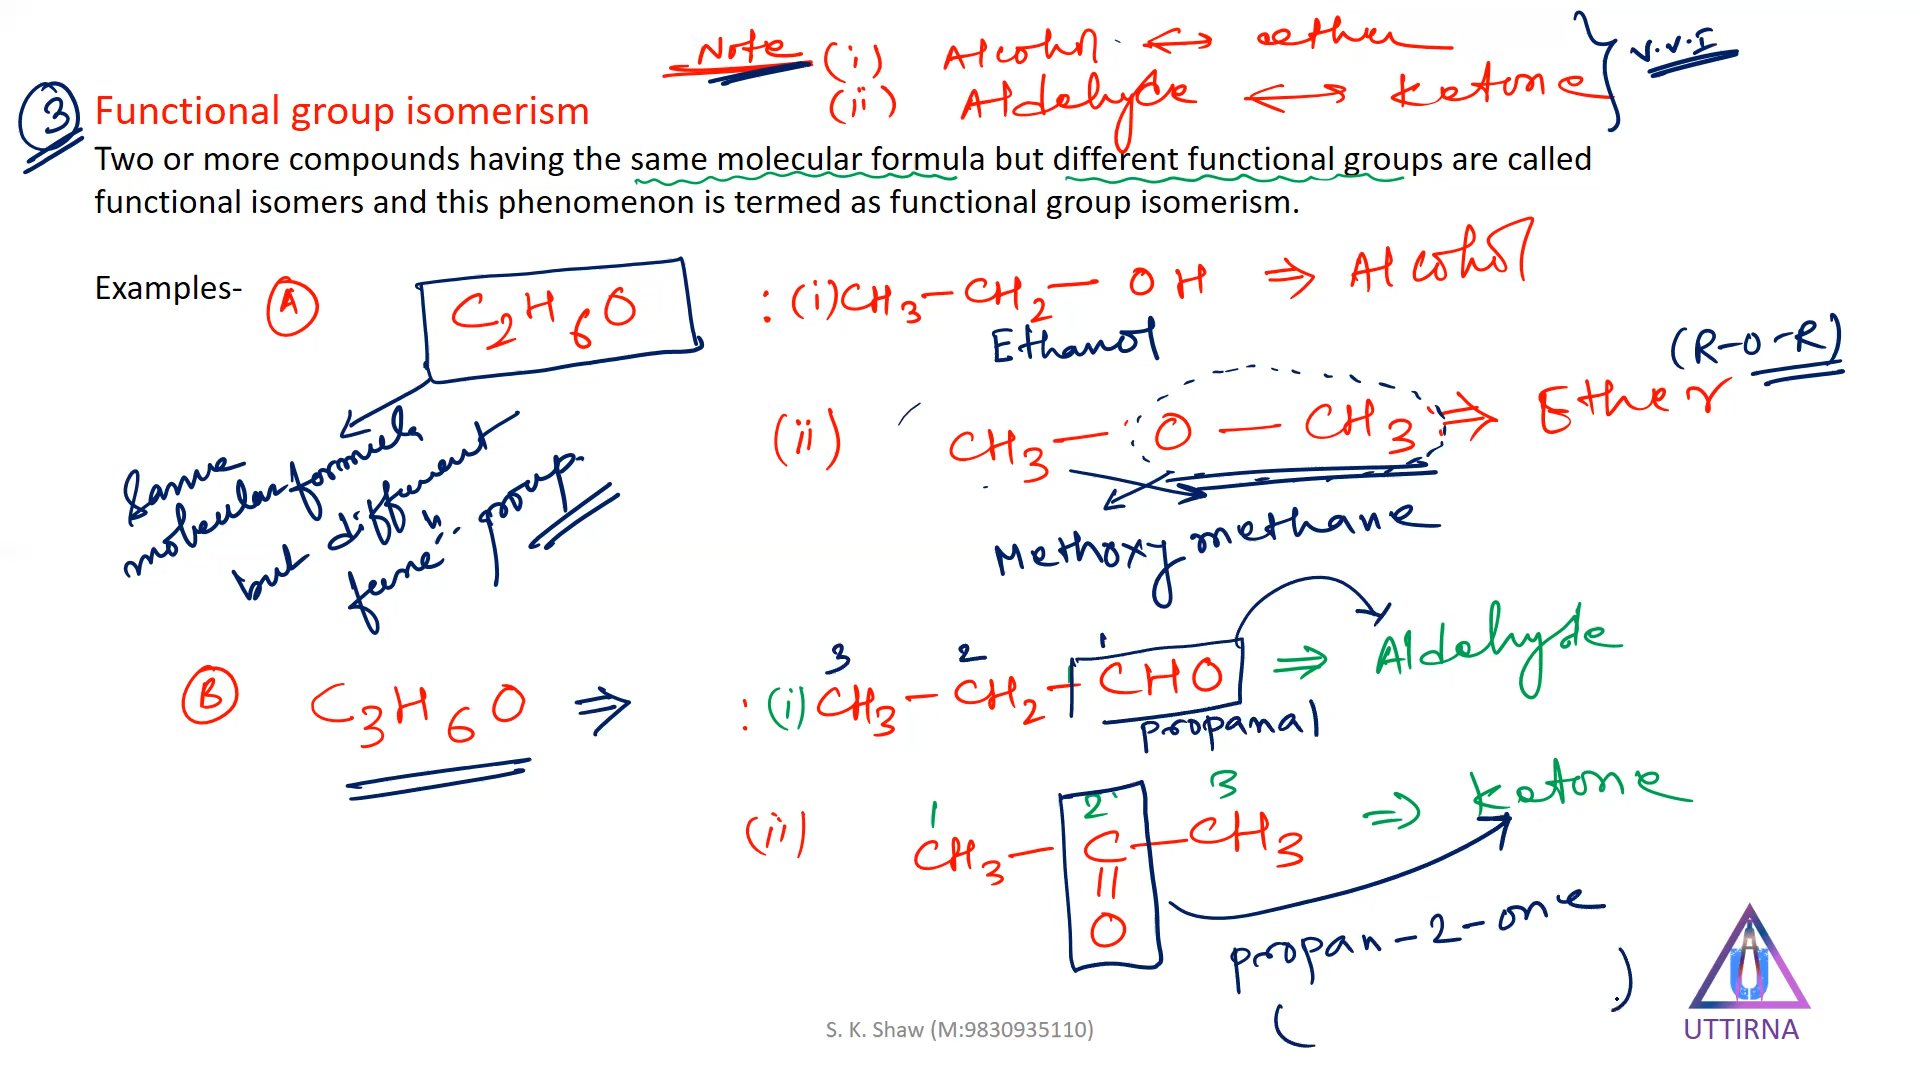 Note (i) Alcohol ⟷ ether
(ii) Aldehyde ⟷ Ketone } V.V.I
3 Functional group isomerism
Two or more compounds having the same molecular formula but different functional groups are called
functional isomers and this phenomenon is termed as functional group isomerism.
Examples- A C2H6O : (i) CH3-CH2-OH ⇒ Alcohol
Ethanol
(R-O-R)
(ii) CH3-O-CH3 ⇒ Ether
Methoxy methane
Same
molecular formula
but different
func^n. group.
B C3H6O ⇒ : (i) CH3-CH2-CHO ⇒ Aldehyde
3 2 1
propanal
1 2 3
(ii) CH3-C-CH3 ⇒ Ketone
||
O
propan-2-one
( )
S. K. Shaw (M:9830935110)
UTTIRNA